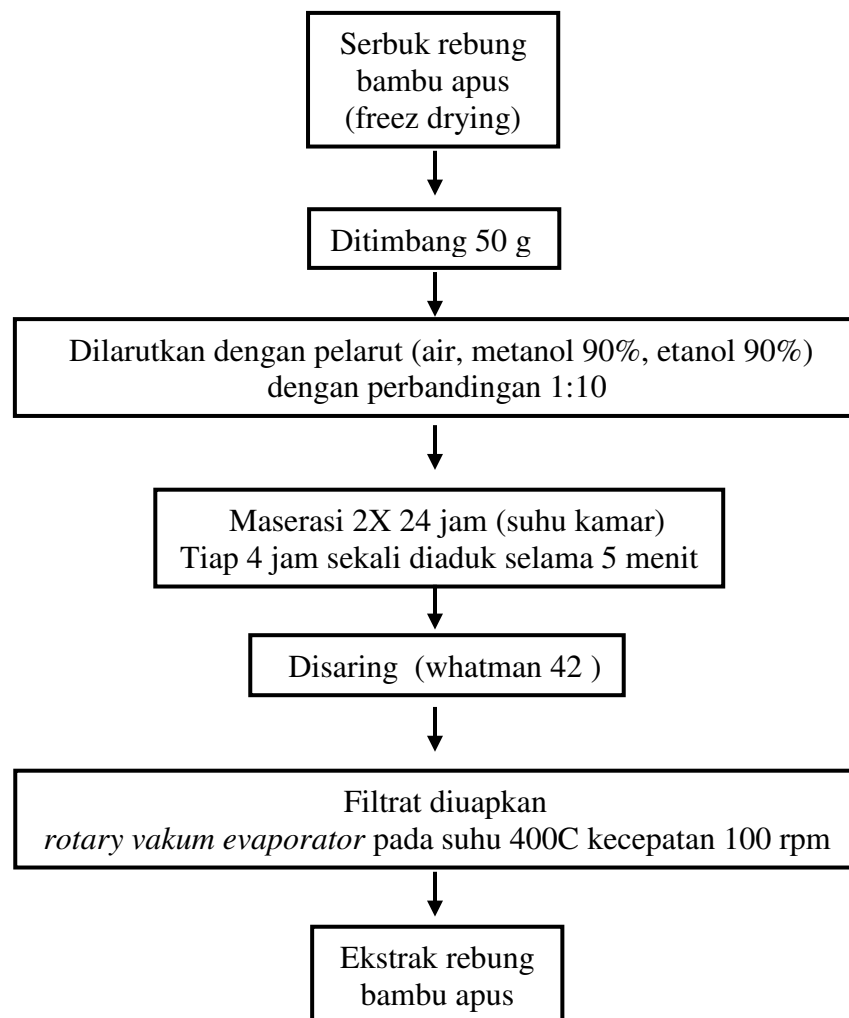 Serbuk rebung
bambu apus
(freez drying)
Ditimbang 50 g
Dilarutkan dengan pelarut (air, metanol 90%, etanol 90%)
dengan perbandingan 1:10
Maserasi 2X 24 jam (suhu kamar)
Tiap 4 jam sekali diaduk selama 5 menit
Disaring (whatman 42 )
Filtrat diuapkan
rotary vakum evaporator pada suhu 400C kecepatan 100 rpm
Ekstrak rebung
bambu apus